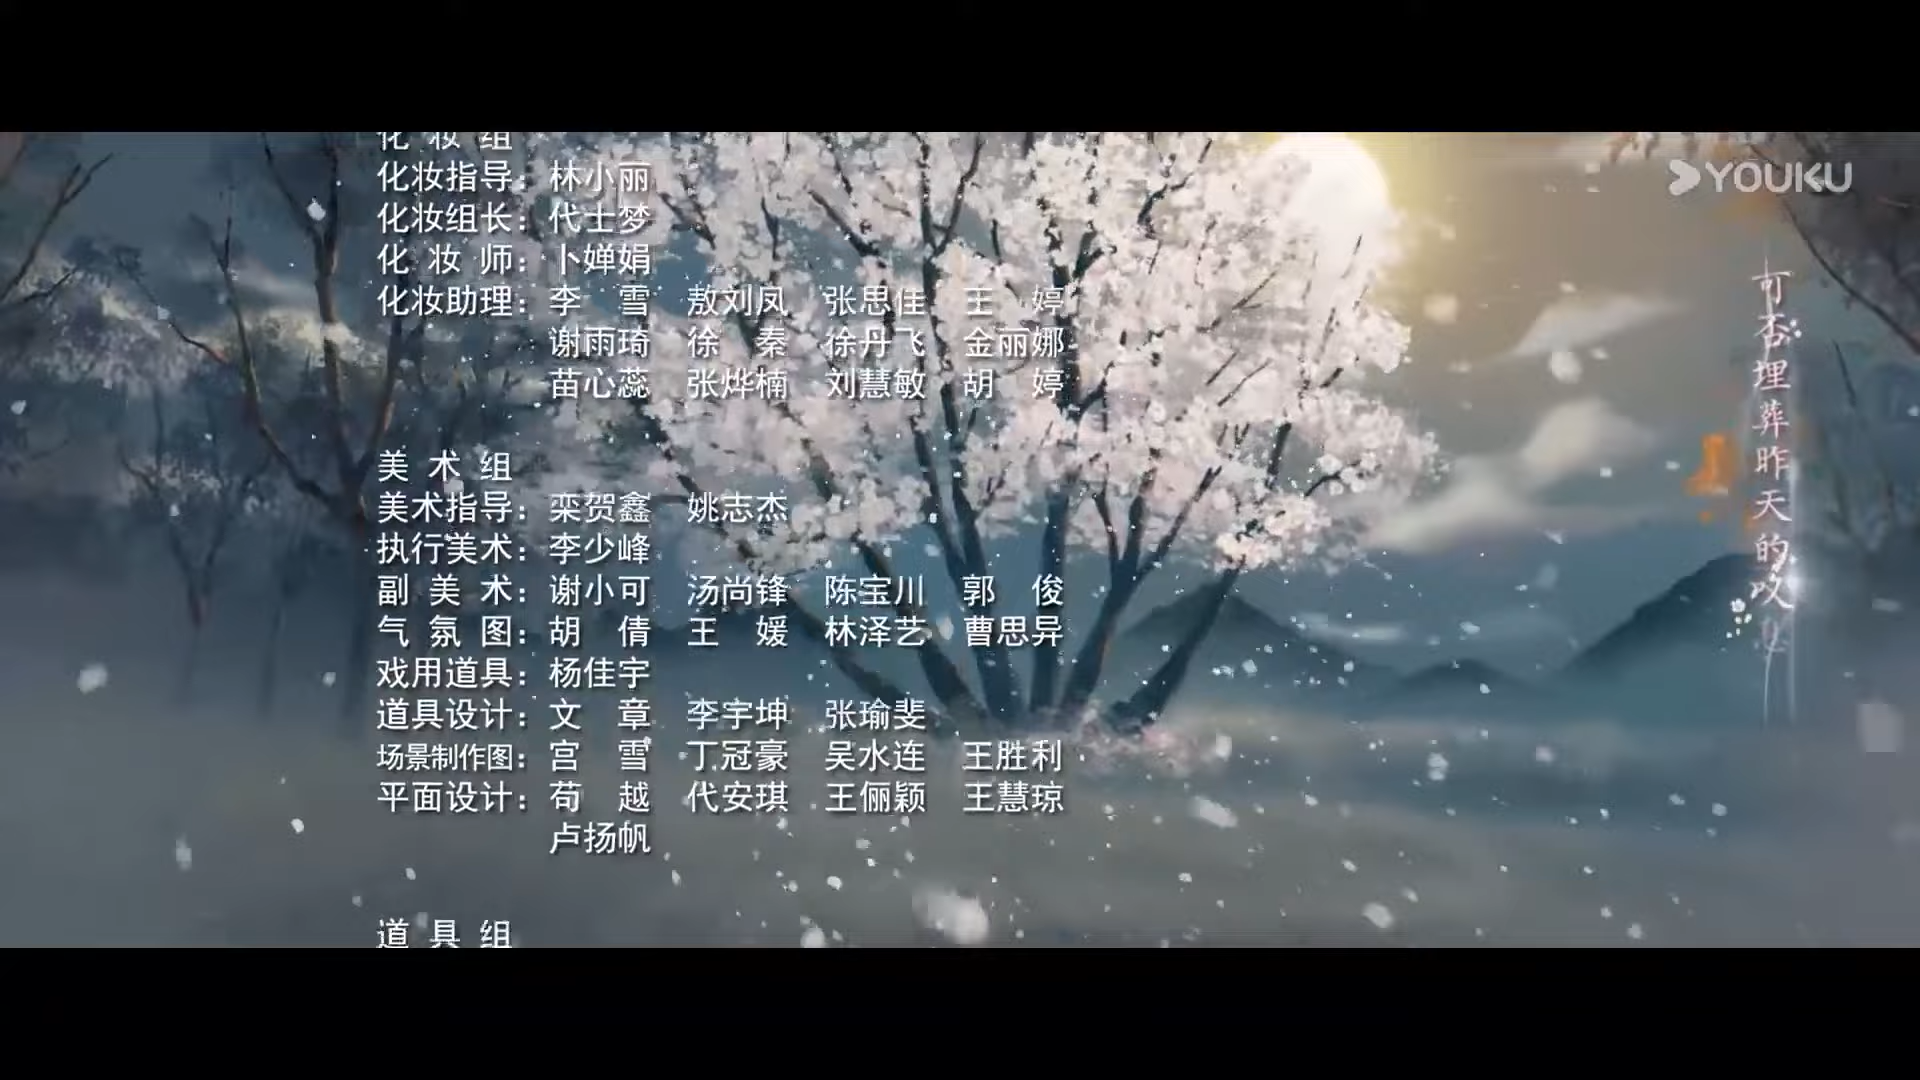 化 妆 组
化妆指导：林小丽
化妆组长：代士梦
化 妆 师：卜婵娟
化妆助理：李 雪 敖刘凤 张思佳 王 婷
谢雨琦 徐 秦 徐丹飞 金丽娜
苗心蕊 张烨楠 刘慧敏 胡 婷
美 术 组
美术指导：栾贺鑫 姚志杰
执行美术：李少峰
副 美 术：谢小可 汤尚锋 陈宝川 郭 俊
气 氛 图：胡 倩 王 媛 林泽艺 曹思异
戏用道具：杨佳宇
道具设计：文 章 李宇坤 张瑜斐
场景制作图：宫 雪 丁冠豪 吴水连 王胜利
平面设计：苟 越 代安琪 王俪颖 王慧琼
卢扬帆
道 具 组
YOUKU
可否埋葬昨天的叹息